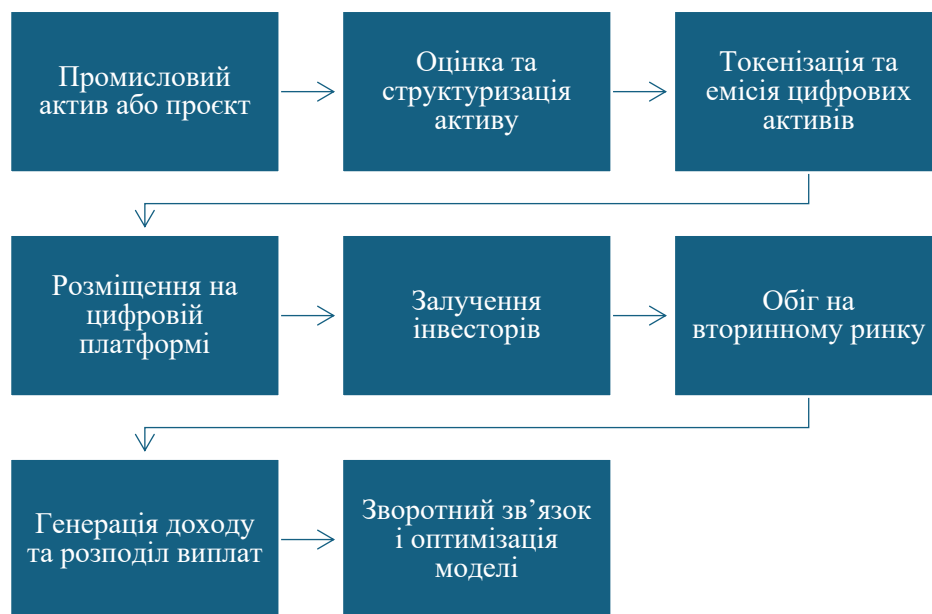 Промисловий
актив або проєкт
Оцінка та
структуризація
активу
Токенізація та
емісія цифрових
активів
Розміщення на
цифровій
платформі
Залучення
інвесторів
Обіг на
вторинному ринку
Генерація доходу
та розподіл виплат
Зворотний зв’язок
і оптимізація
моделі